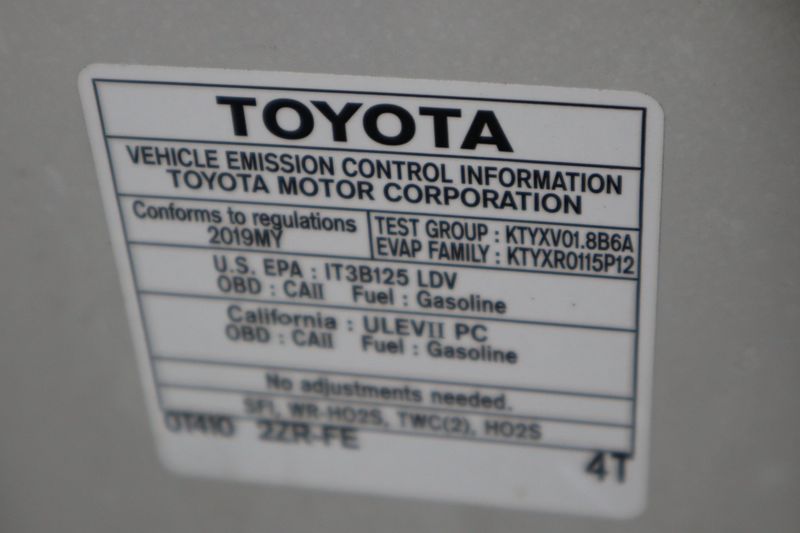 TOYOTA
VEHICLE EMISSION CONTROL INFORMATION
TOYOTA MOTOR CORPORATION
Conforms to regulations
2019MY
TEST GROUP : KTYXV01.8B6A
EVAP FAMILY : KTYXR0115P12
U.S. EPA : IT3B125 LDV
OBD : CAII Fuel : Gasoline
California : ULEVII PC
OBD : CAII Fuel : Gasoline
No adjustments needed.
SFI, WR-HO2S, TWC(2), HO2S
0T410 2ZR-FE
4T